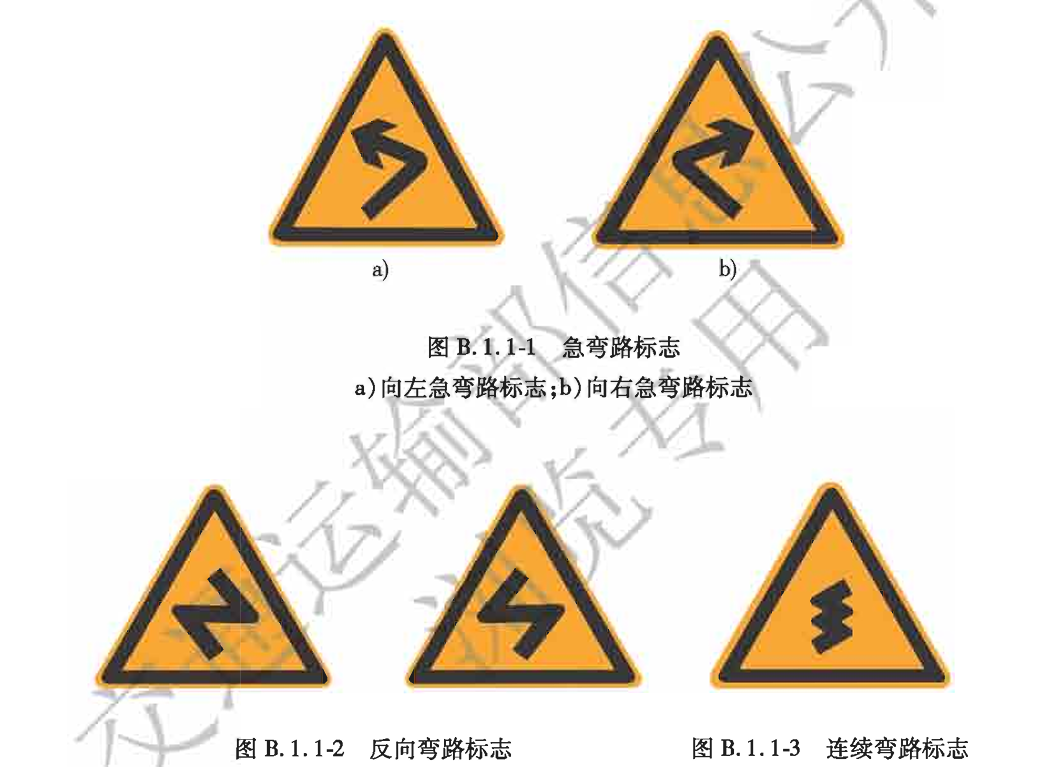 a)
b)
图 B.1.1-1 急弯路标志
a)向左急弯路标志;b)向右急弯路标志
图 B.1.1-2 反向弯路标志
图 B.1.1-3 连续弯路标志
交通运输部信息公开
浏览专用